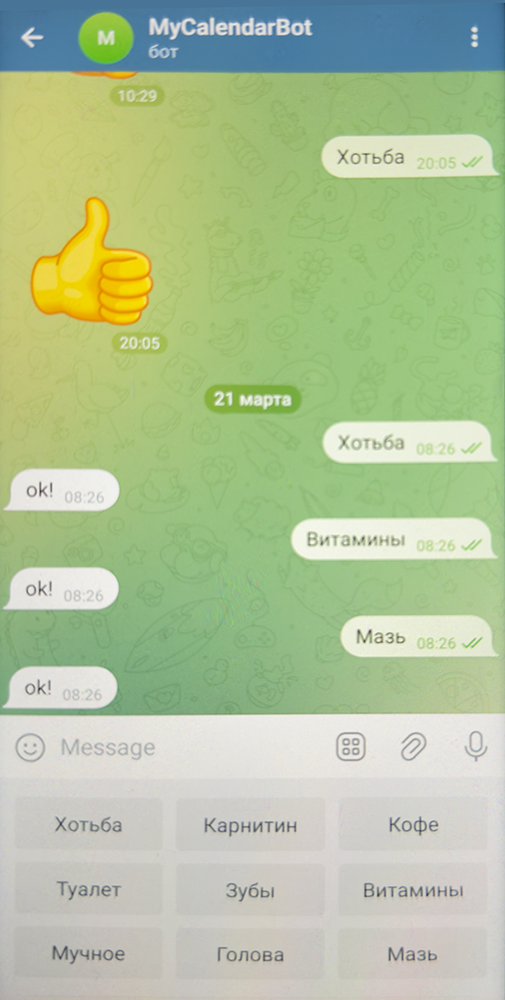 M
MyCalendarBot
бот
10:29
Хотьба 20:05
20:05
21 марта
Хотьба 08:26
ok! 08:26
Витамины 08:26
ok! 08:26
Мазь 08:26
ok! 08:26
Message
Хотьба Карнитин Кофе
Туалет Зубы Витамины
Мучное Голова Мазь